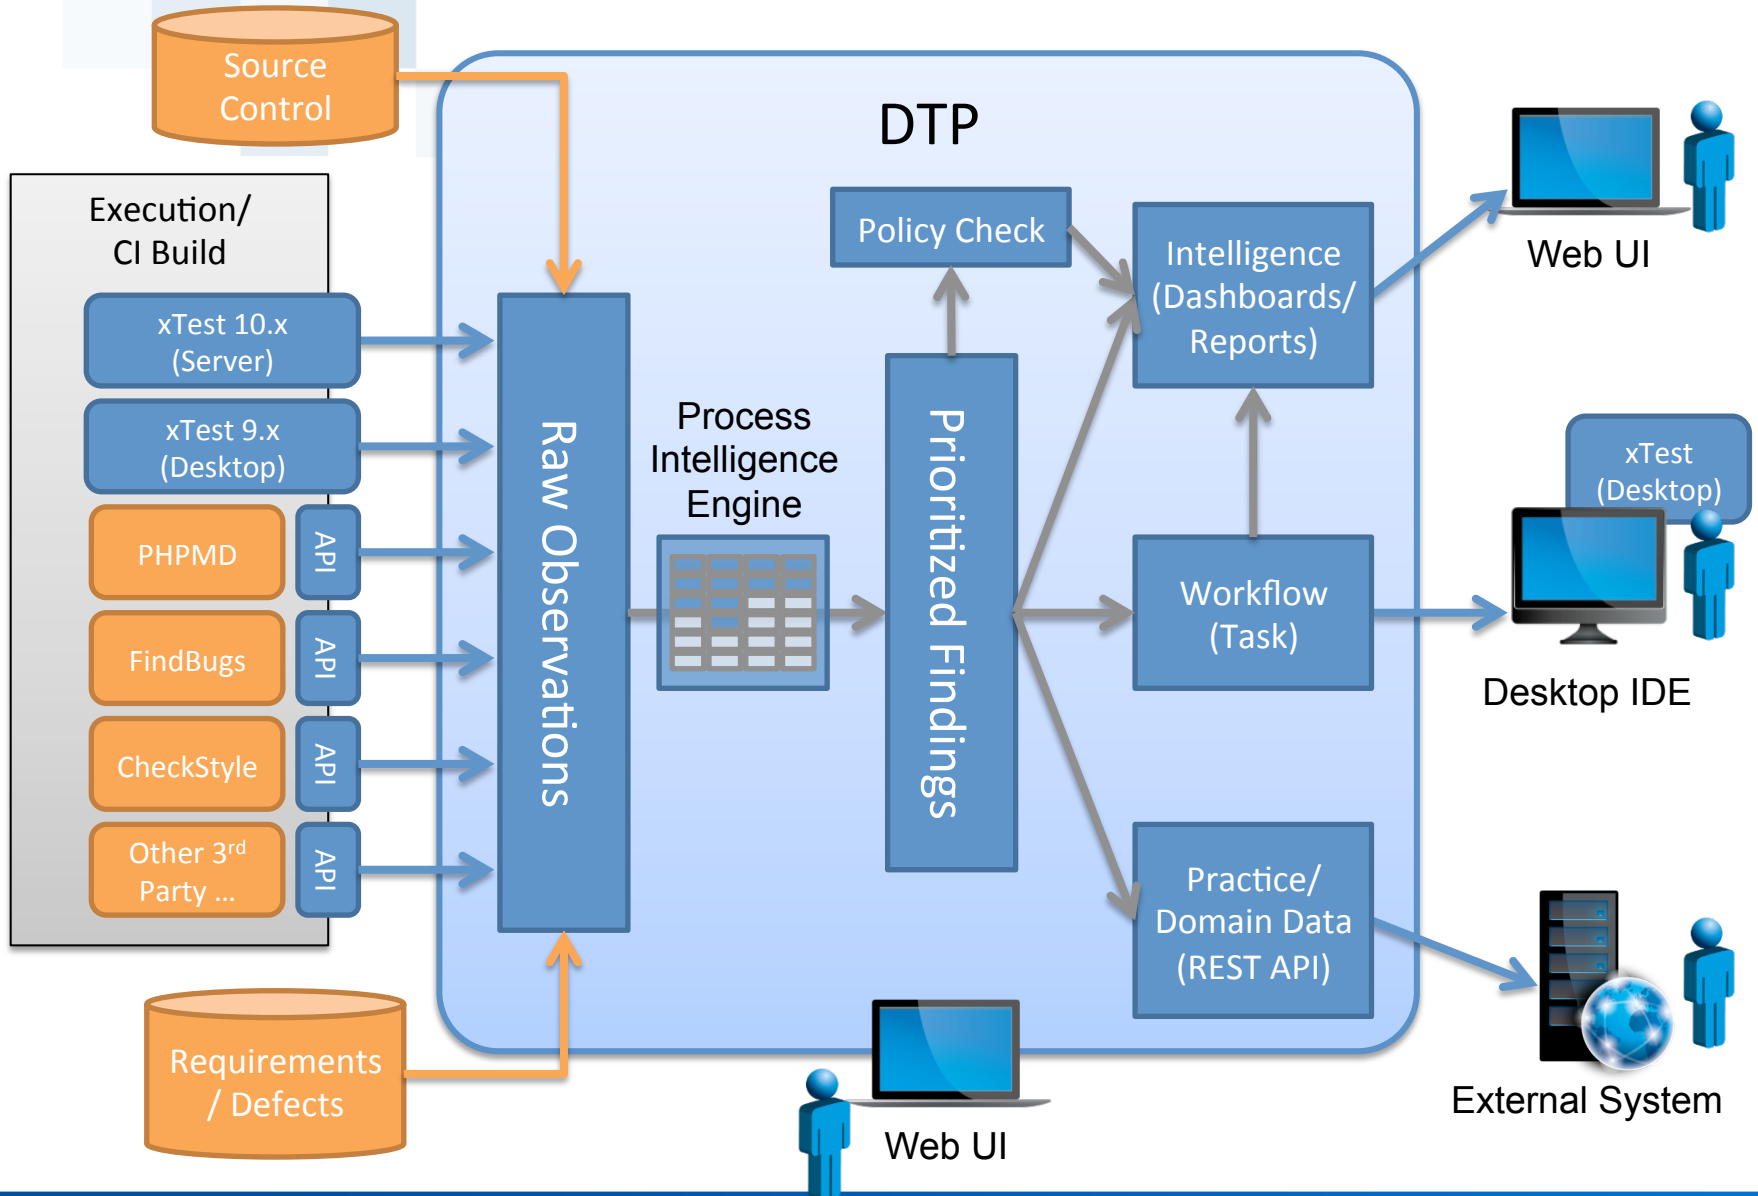 Source
Control
DTP
Execution/
CI Build
xTest 10.x
(Server)
xTest 9.x
(Desktop)
PHPMD
API
FindBugs
API
CheckStyle
API
Other 3rd
Party ...
API
Requirements
/ Defects
Raw Observations
Process
Intelligence
Engine
Prioritized Findings
Policy Check
Intelligence
(Dashboards/
Reports)
Workflow
(Task)
Practice/
Domain Data
(REST API)
Web UI
xTest
(Desktop)
Desktop IDE
External System
Web UI